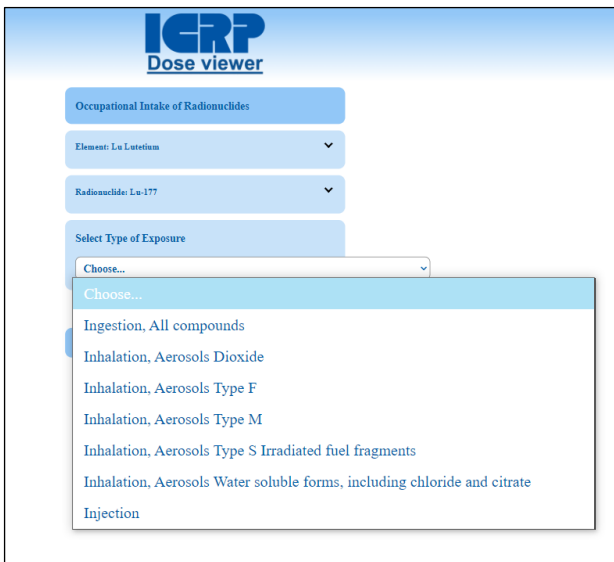 ICRP
Dose viewer
Occupational Intake of Radionuclides
Element: Lu Lutetium
Radionuclide: Lu-177
Select Type of Exposure
Choose...
Choose...
Ingestion, All compounds
Inhalation, Aerosols Dioxide
Inhalation, Aerosols Type F
Inhalation, Aerosols Type M
Inhalation, Aerosols Type S Irradiated fuel fragments
Inhalation, Aerosols Water soluble forms, including chloride and citrate
Injection